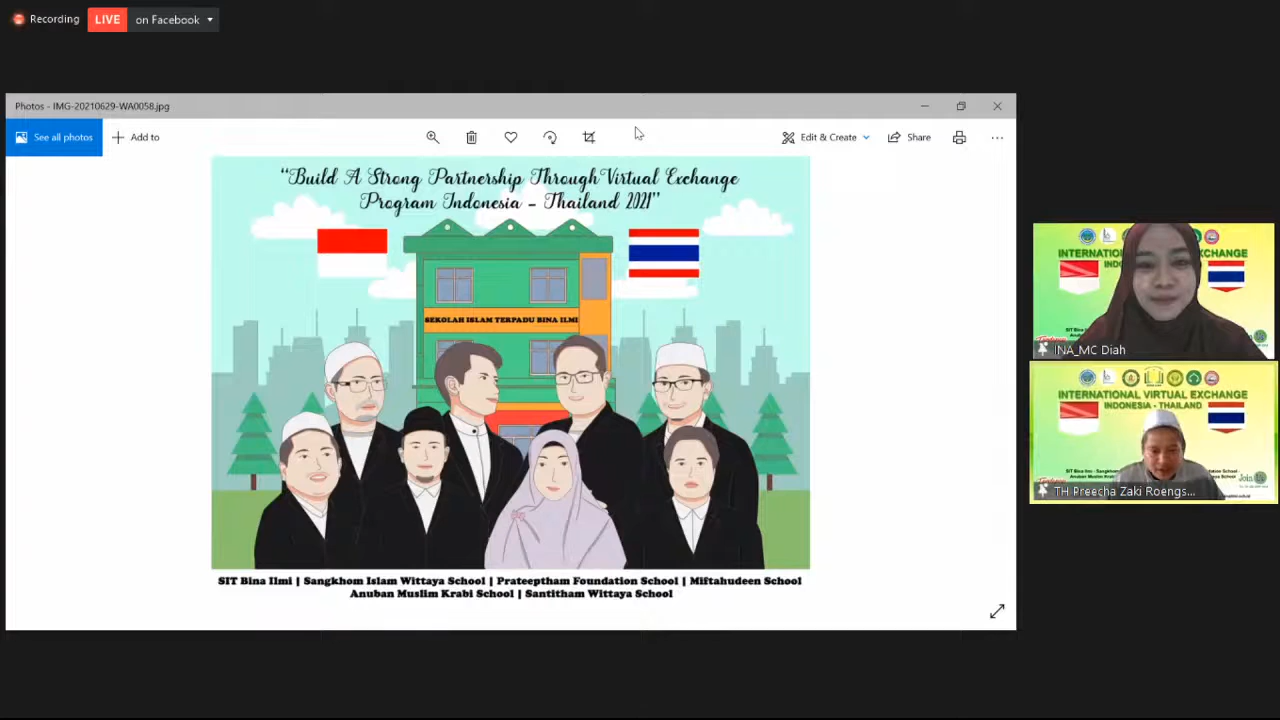 Recording
LIVE on Facebook
Photos - IMG-20210629-WA0058.jpg
See all photos
Add to
Edit & Create
Share
“Build A Strong Partnership Through Virtual Exchange
Program Indonesia - Thailand 2021”
SEKOLAH ISLAM TERPADU BINA ILMI
SIT Bina Ilmi | Sangkhom Islam Wittaya School | Prateeptham Foundation School | Miftahudeen School
Anuban Muslim Krabi School | Santitham Wittaya School
INTERNATIONAL
EXCHANGE
INA_MC Diah
INTERNATIONAL VIRTUAL EXCHANGE
INDONESIA - THAILAND
Join
TH Preecha Zaki Roengs...